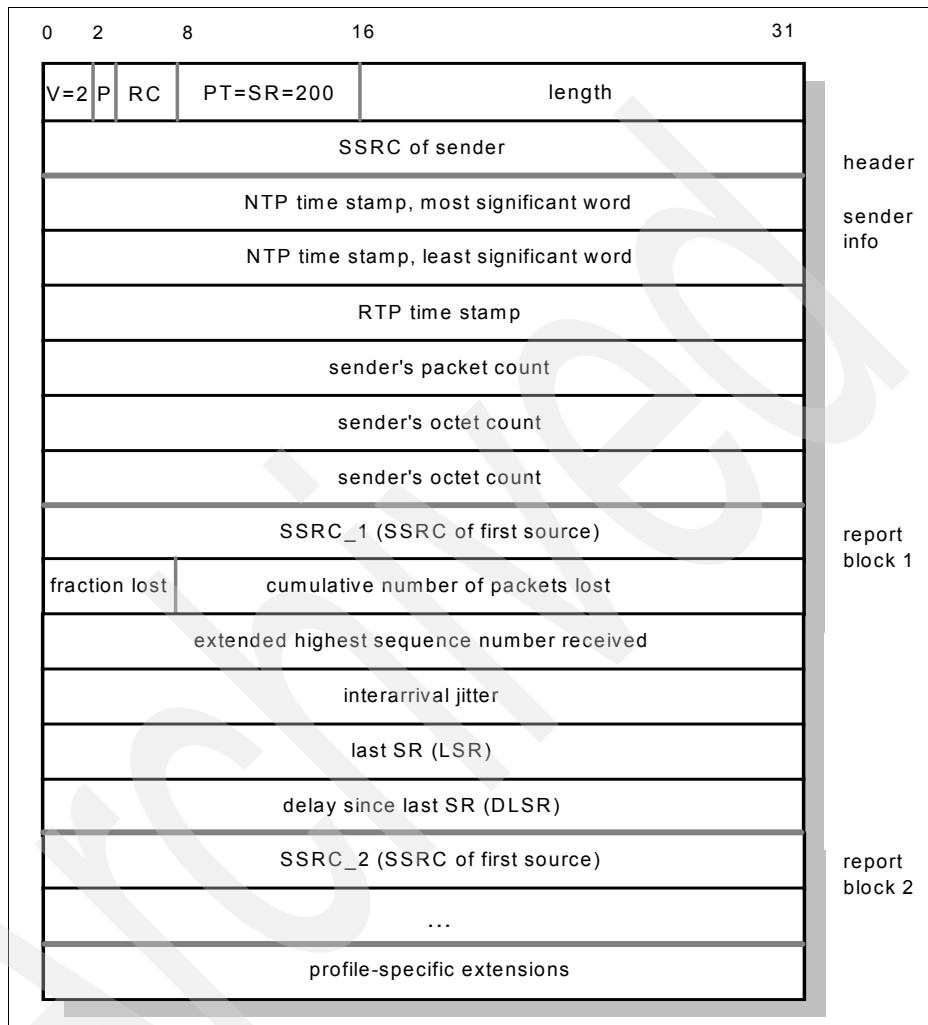 0 2 8 16 31
V=2 P RC PT=SR=200 length
SSRC of sender
header
NTP time stamp, most significant word
sender
info
NTP time stamp, least significant word
RTP time stamp
sender's packet count
sender's octet count
sender's octet count
SSRC_1 (SSRC of first source)
report
block 1
fraction lost cumulative number of packets lost
extended highest sequence number received
interarrival jitter
last SR (LSR)
delay since last SR (DLSR)
SSRC_2 (SSRC of first source)
report
block 2
...
profile-specific extensions
Archived